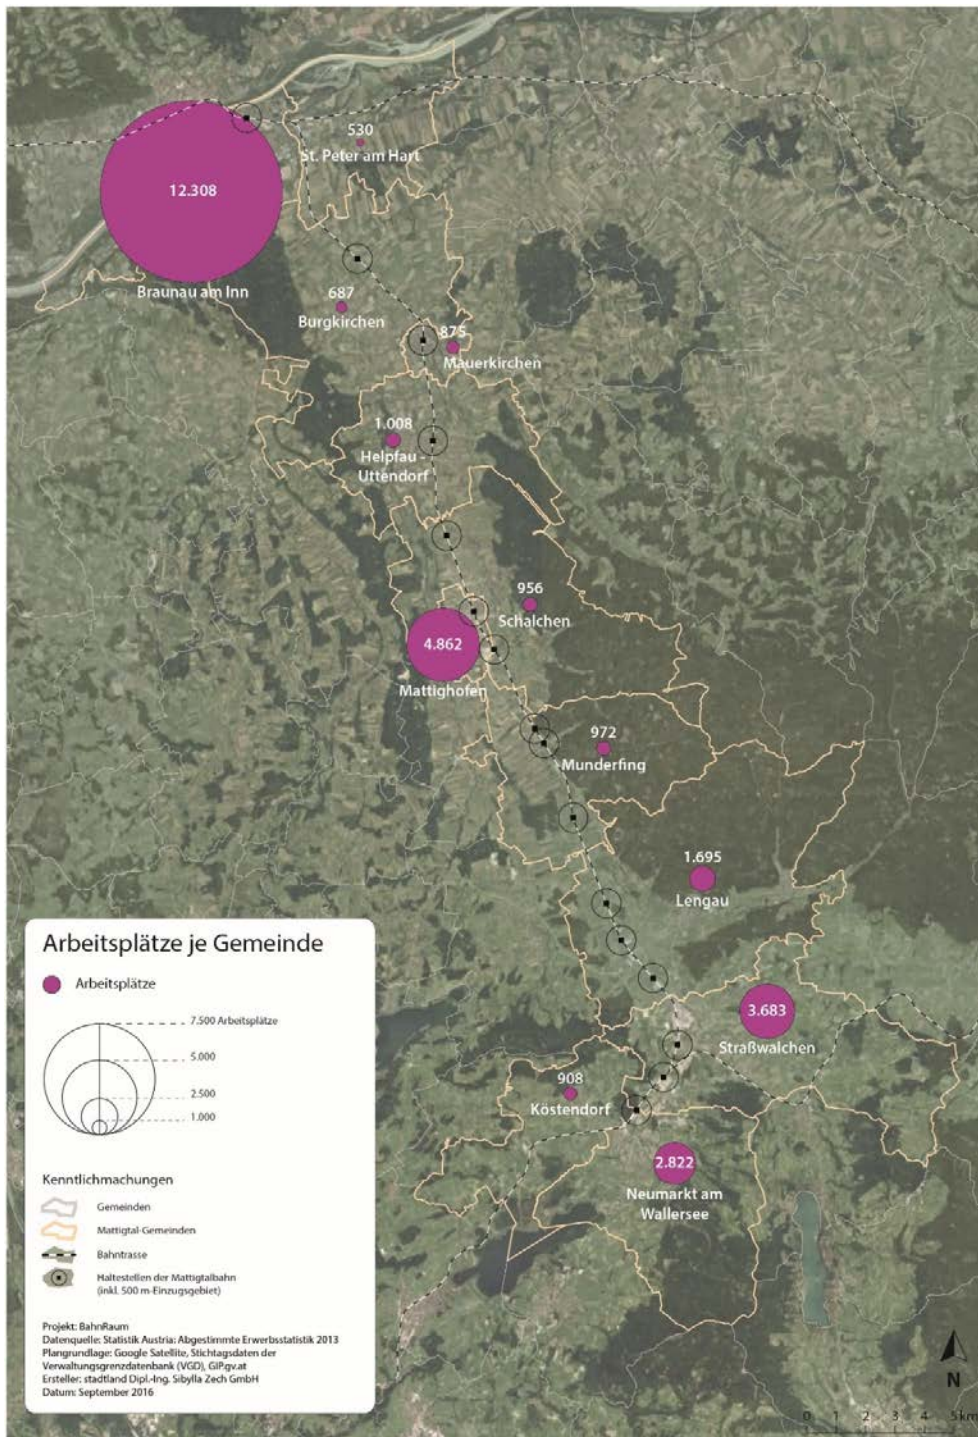 530
St. Peter am Hart
12.308
Braunau am Inn
687
Burgkirchen
875
Mauerkirchen
1.008
Helpfau -
Uttendorf
956
Schalchen
4.862
Mattighofen
972
Munderfing
1.695
Lengau
3.683
Straßwalchen
908
Köstendorf
2.822
Neumarkt am
Wallersee
Arbeitsplätze je Gemeinde
Arbeitsplätze
7.500 Arbeitsplätze
5.000
2.500
1.000
Kenntlichmachungen
Gemeinden
Mattigtal-Gemeinden
Bahntrasse
Haltestellen der Mattigtalbahn
(inkl. 500 m-Einzugsgebiet)
Projekt: BahnRaum
Datenquelle: Statistik Austria: Abgestimmte Erwerbsstatistik 2013
Plangrundlage: Google Satellite, Stichtagsdaten der
Verwaltungsgrenzdatenbank (VGD), GIP.gv.at
Ersteller: stadtland Dipl.-Ing. Sibylla Zech GmbH
Datum: September 2016
N
0 1 2 3 4 5km